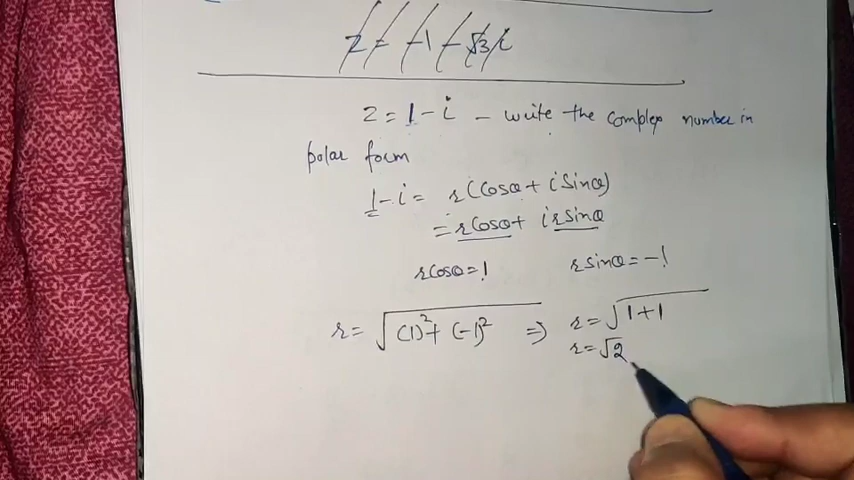 z = -1 - √3 i
z = 1 - i - write the complex number in
polar form
1 - i = r(cosθ + i sinθ)
= r cosθ + i r sinθ
r cosθ = 1 r sinθ = -1
r = √(1)² + (-1)² ⇒ r = √1+1
r = √2